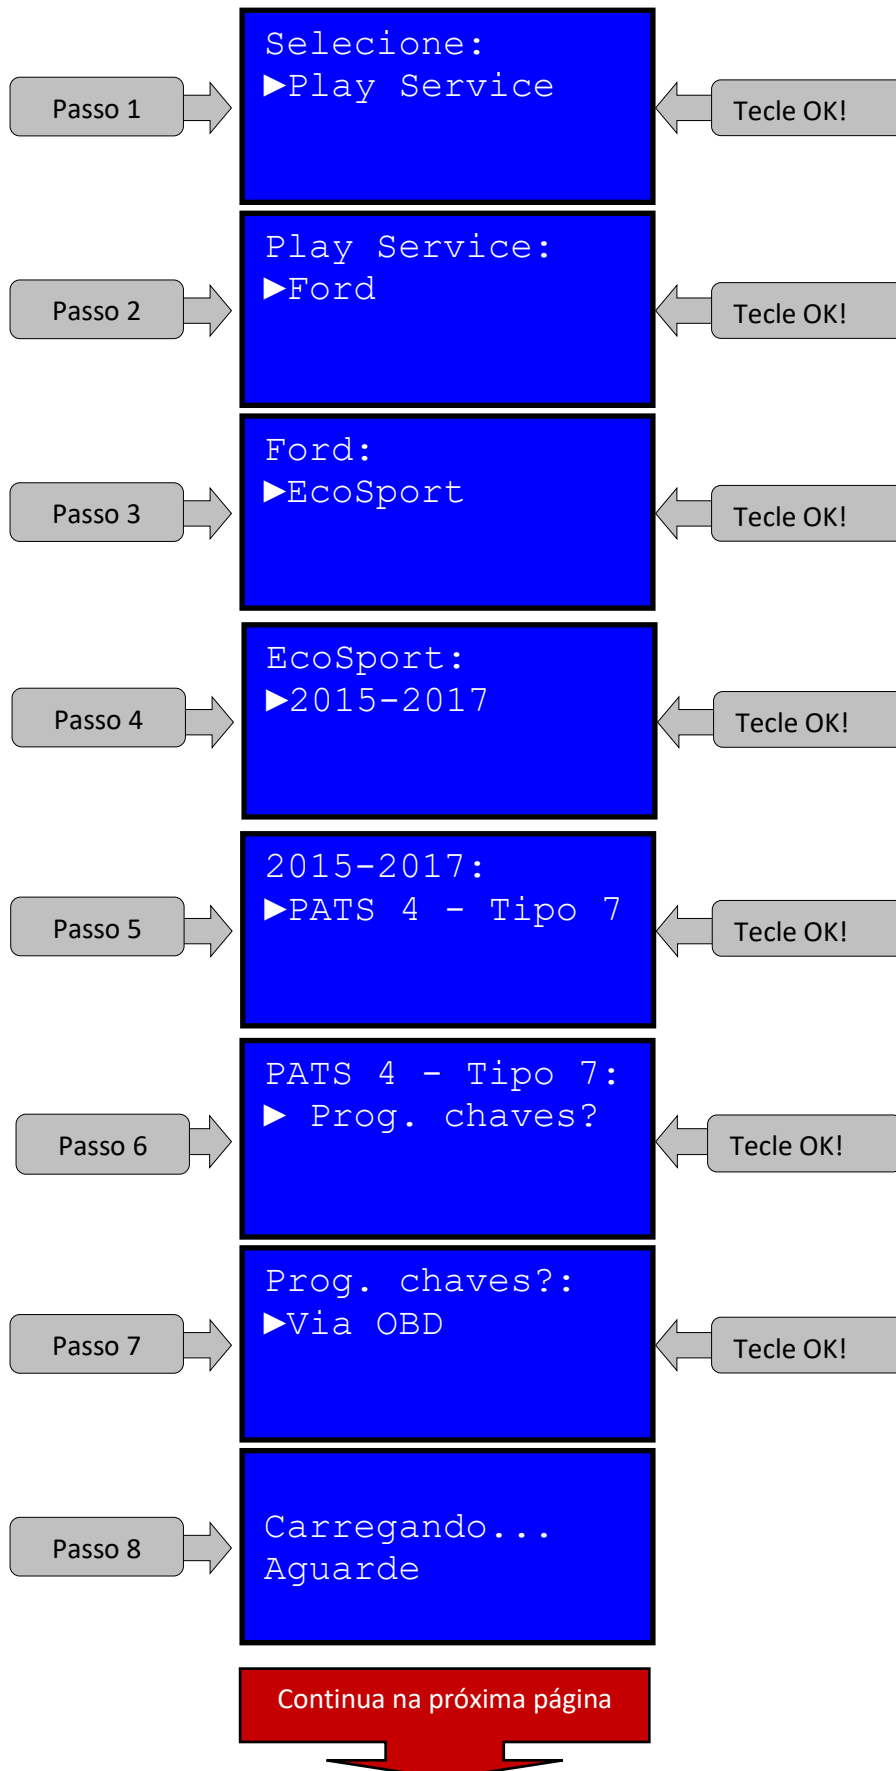 Selecione:
Passo 1
►Play Service
Tecle OK!
Play Service:
Passo 2
►Ford
Tecle OK!
Ford:
Passo 3
►EcoSport
Tecle OK!
EcoSport:
Passo 4
►2015-2017
Tecle OK!
2015-2017:
Passo 5
►PATS 4 - Tipo 7
Tecle OK!
PATS 4 - Tipo 7:
Passo 6
► Prog. chaves?
Tecle OK!
Prog. chaves?:
Passo 7
►Via OBD
Tecle OK!
Passo 8
Carregando...
Aguarde
Continua na próxima página